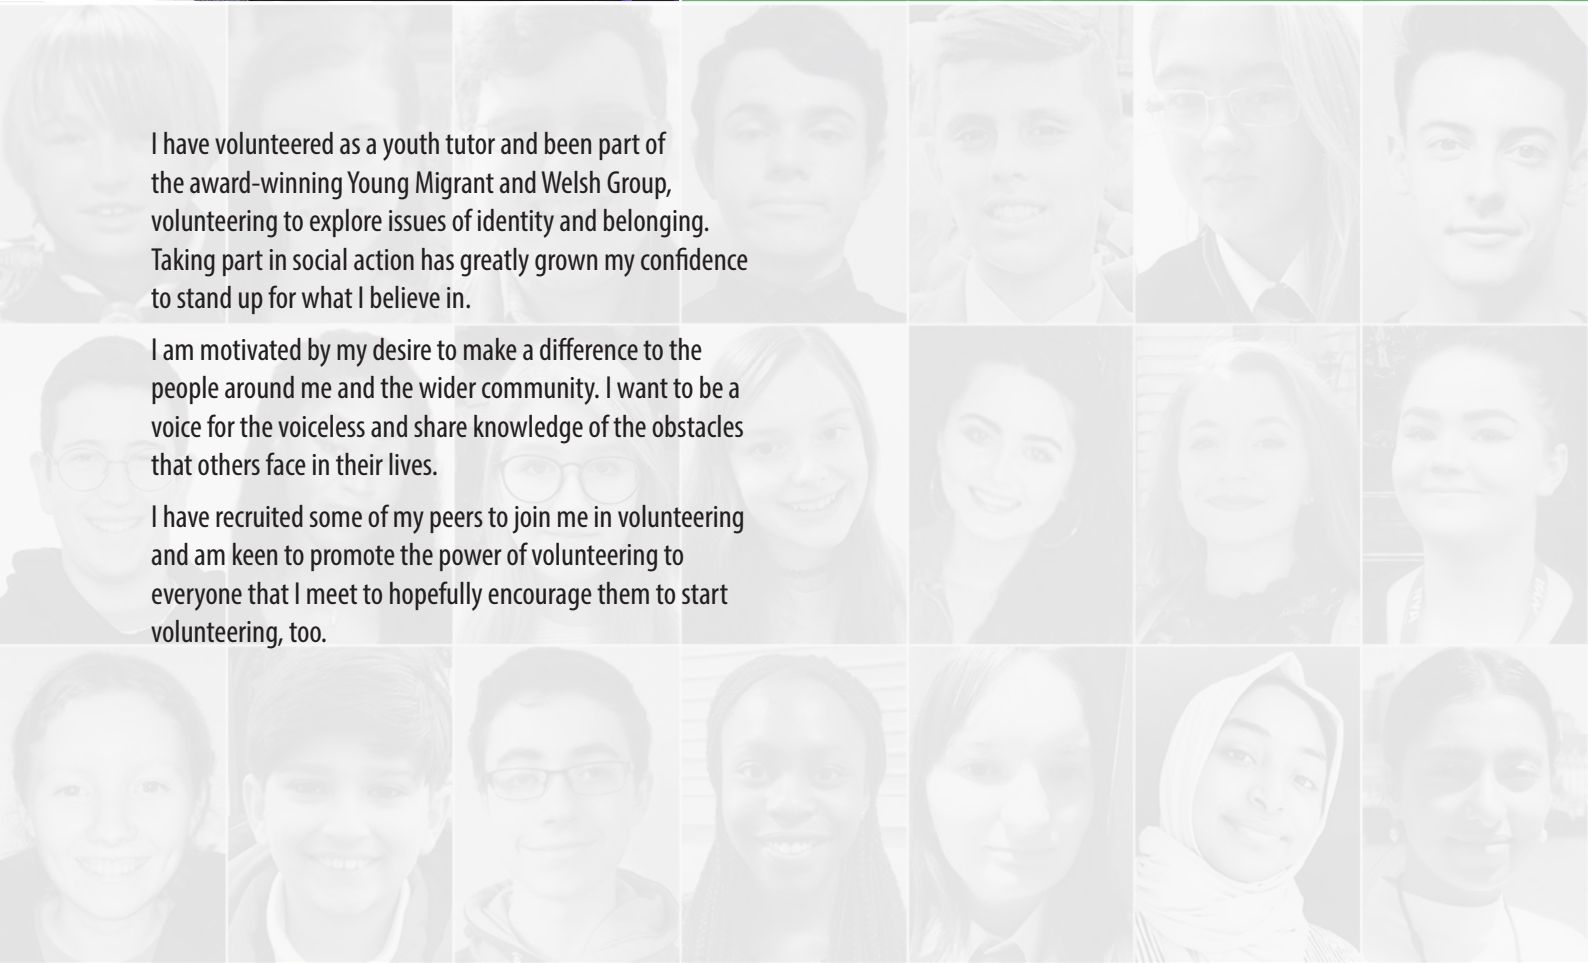 I have volunteered as a youth tutor and been part of
the award-winning Young Migrant and Welsh Group,
volunteering to explore issues of identity and belonging.
Taking part in social action has greatly grown my confidence
to stand up for what I believe in.
I am motivated by my desire to make a difference to the
people around me and the wider community. I want to be a
voice for the voiceless and share knowledge of the obstacles
that others face in their lives.
I have recruited some of my peers to join me in volunteering
and am keen to promote the power of volunteering to
everyone that I meet to hopefully encourage them to start
volunteering, too.